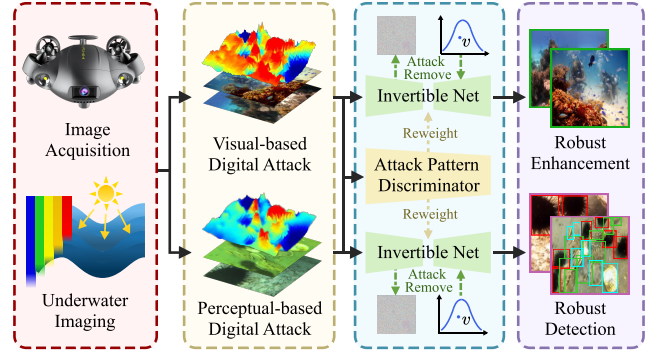 Image
Acquisition
Underwater
Imaging
Visual-based
Digital Attack
Perceptual-based
Digital Attack
v
Attack
Remove
Invertible Net
Reweight
Attack Pattern
Discriminator
Reweight
Invertible Net
Attack
Remove
v
Robust
Enhancement
Robust
Detection